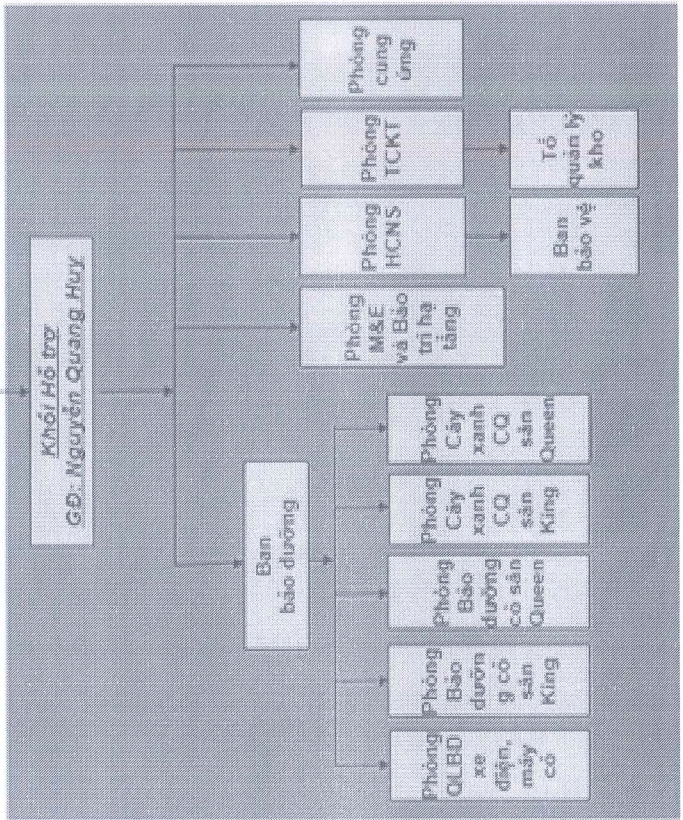 Khối Hỗ trợ
GĐ: Nguyễn Quang Huy
Ban
bảo dưỡng
Phòng
M&E
và Bảo
trì hạ
tầng
Phòng
HCNS
Phòng
TCKT
Phòng
cung
ứng
Phòng
QLBD
xe
điện,
máy
cỏ
Phòng
Bảo
dưỡn
g cỏ
sân
King
Phòng
Bảo
dưỡng
cỏ sân
Queen
Phòng
Cây
xanh
CQ
sân
King
Phòng
Cây
xanh
CQ
sân
Queen
Ban
bảo vệ
Tổ
quản lý
kho